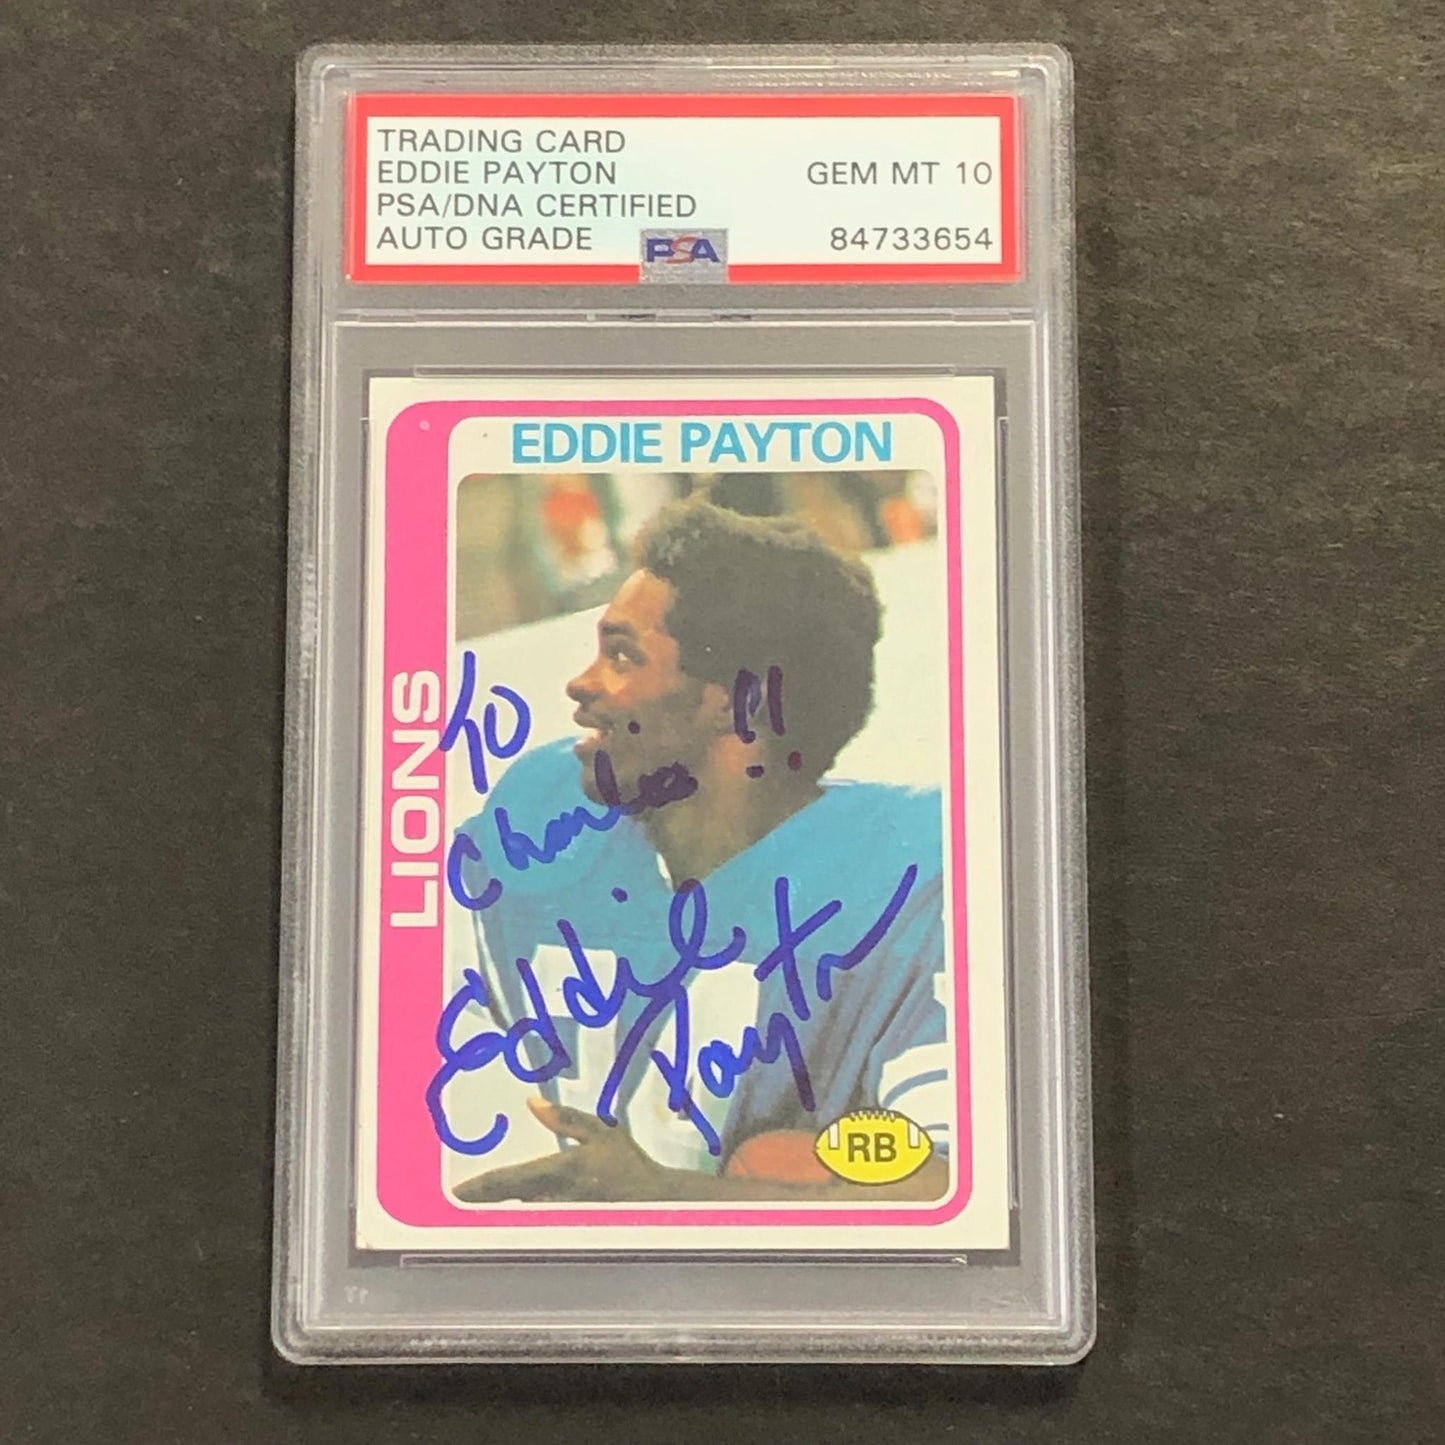 TRADING CARD
EDDIE PAYTON GEM MT 10
PSA/DNA CERTIFIED
AUTO GRADE PSA 84733654
EDDIE PAYTON
LIONS
To
Charlie!!
Eddie Payton
RB